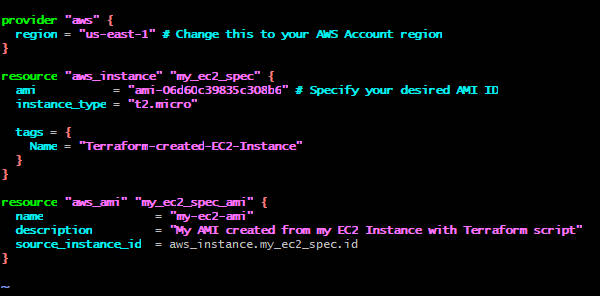 provider "aws" {
  region = "us-east-1" # Change this to your AWS Account region
}
resource "aws_instance" "my_ec2_spec" {
  ami           = "ami-06d60c39835c308b6" # Specify your desired AMI ID
  instance_type = "t2.micro"
  tags = {
    Name = "Terraform-created-EC2-Instance"
  }
}
resource "aws_ami" "my_ec2_spec_ami" {
  name                = "my-ec2-ami"
  description         = "My AMI created from my EC2 Instance with Terraform script"
  source_instance_id  = aws_instance.my_ec2_spec.id
}
~